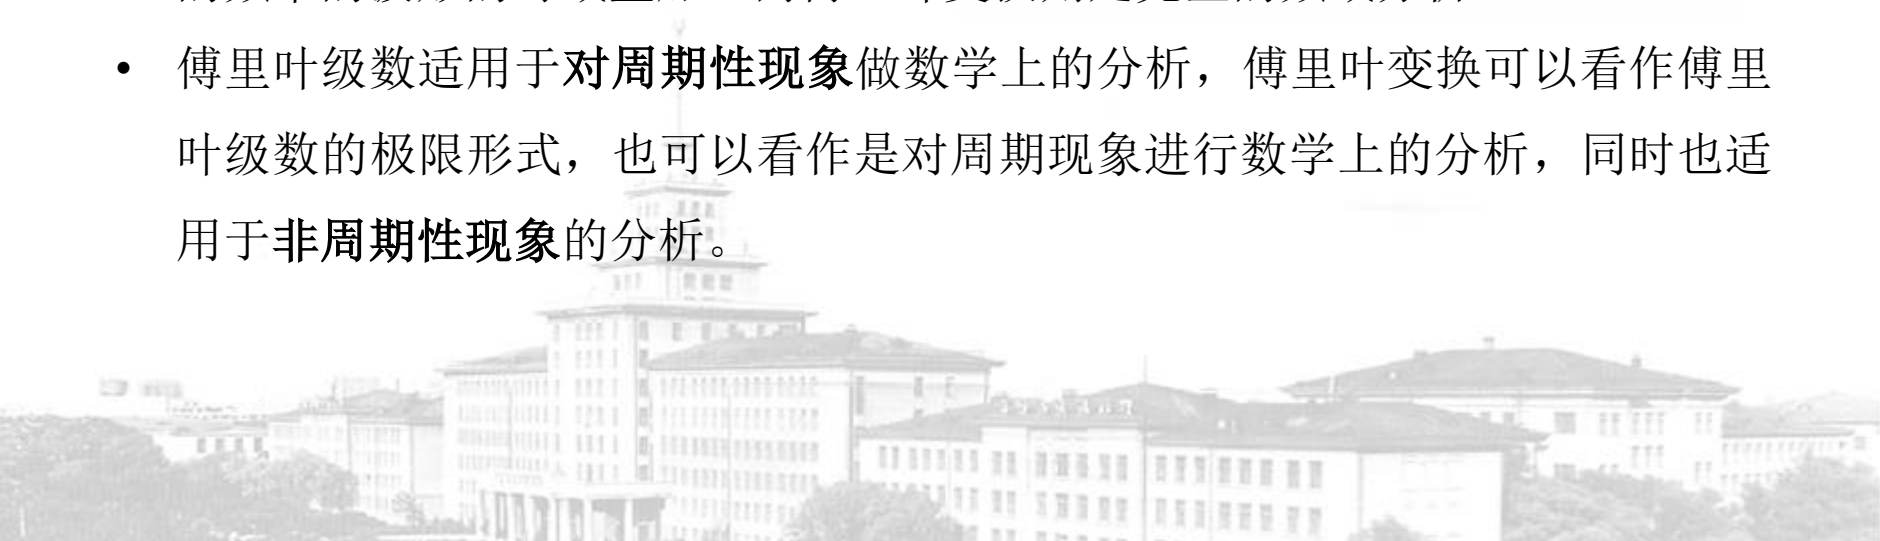 • 傅里叶级数适用于对周期性现象做数学上的分析，傅里叶变换可以看作傅里
叶级数的极限形式，也可以看作是对周期现象进行数学上的分析，同时也适
用于非周期性现象的分析。